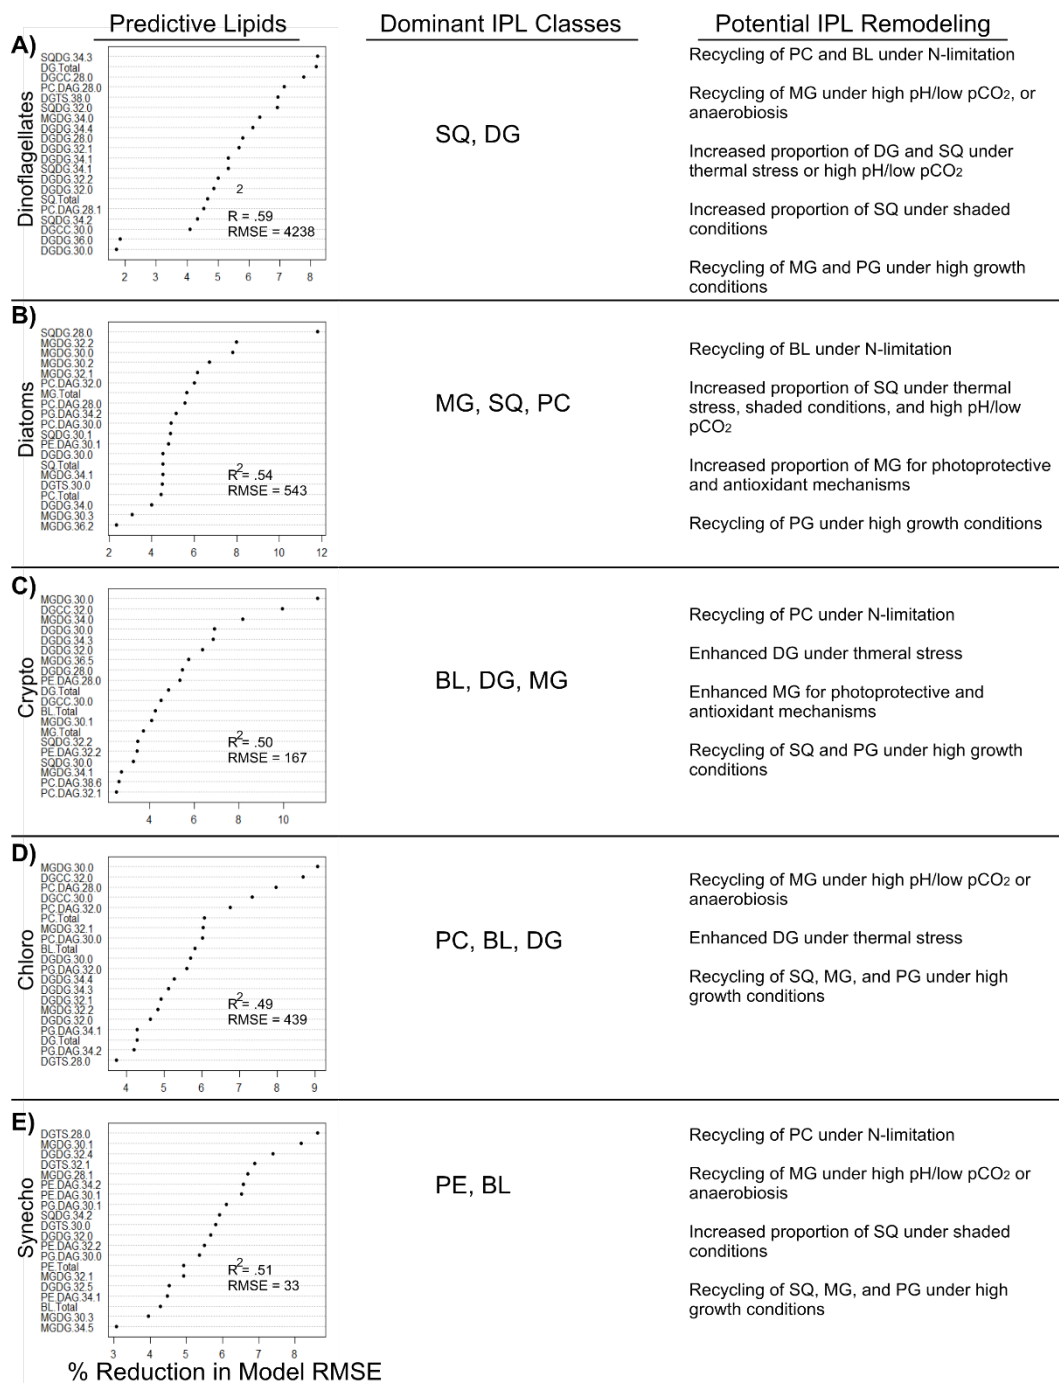 Predictive Lipids
Dominant IPL Classes
Potential IPL Remodeling
A)
Dinoflagellates
SQDG.34.3
DG.Total
DGCC.28.0
PC.DAG.28.0
DGTS.38.0
SQDG.32.0
MGDG.34.0
DGDG.34.4
DGDG.28.0
DGDG.32.1
DGDG.34.1
SQDG.34.1
DGDG.32.2
DGDG.32.0
SQ.Total
PC.DAG.28.1
SQDG.34.2
DGCC.30.0
DGDG.36.0
DGDG.30.0
2
R = .59
RMSE = 4238
2 3 4 5 6 7 8
SQ, DG
Recycling of PC and BL under N-limitation
Recycling of MG under high pH/low pCO2, or
anaerobiosis
Increased proportion of DG and SQ under
thermal stress or high pH/low pCO2
Increased proportion of SQ under shaded
conditions
Recycling of MG and PG under high growth
conditions
B)
Diatoms
SQDG.28.0
MGDG.32.2
MGDG.30.0
MGDG.30.2
MGDG.32.1
PC.DAG.32.0
MG.Total
PC.DAG.28.0
PG.DAG.34.2
PC.DAG.30.0
SQDG.30.1
PE.DAG.30.1
DGDG.30.0
SQ.Total
MGDG.34.1
DGTS.30.0
PC.Total
DGDG.34.0
MGDG.30.3
MGDG.36.2
R2 = .54
RMSE = 543
2 4 6 8 10 12
MG, SQ, PC
Recycling of BL under N-limitation
Increased proportion of SQ under thermal
stress, shaded conditions, and high pH/low
pCO2
Increased proportion of MG for photoprotective
and antioxidant mechanisms
Recycling of PG under high growth conditions
C)
Crypto
MGDG.30.0
DGCC.32.0
MGDG.34.0
DGDG.30.0
DGDG.34.3
DGDG.32.0
MGDG.36.5
DGDG.28.0
PE.DAG.28.0
DG.Total
DGCC.30.0
BL.Total
MGDG.30.1
MG.Total
SQDG.32.2
PE.DAG.32.2
SQDG.30.0
MGDG.34.1
PC.DAG.38.6
PC.DAG.32.1
R2 = .50
RMSE = 167
4 6 8 10
BL, DG, MG
Recycling of PC under N-limitation
Enhanced DG under thmeral stress
Enhanced MG for photoprotective and
antioxidant mechanisms
Recycling of SQ and PG under high growth
conditions
D)
Chloro
MGDG.30.0
DGCC.32.0
PC.DAG.28.0
DGCC.30.0
PC.DAG.32.0
PC.Total
MGDG.32.1
PC.DAG.30.0
BL.Total
DGDG.30.0
PG.DAG.32.0
DGDG.34.4
DGDG.34.3
DGDG.32.1
MGDG.32.2
DGDG.32.0
PG.DAG.34.1
DG.Total
PG.DAG.34.2
DGTS.28.0
R2 = .49
RMSE = 439
4 5 6 7 8 9
PC, BL, DG
Recycling of MG under high pH/low pCO2 or
anaerobiosis
Enhanced DG under thermal stress
Recycling of SQ, MG, and PG under high
growth conditions
E)
Synecho
DGTS.28.0
MGDG.30.1
DGDG.32.4
DGTS.32.1
MGDG.28.1
PE.DAG.34.2
PE.DAG.30.1
PG.DAG.30.1
SQDG.34.2
DGTS.30.0
DGDG.32.0
PE.DAG.32.2
PG.DAG.30.0
PE.Total
MGDG.32.1
DGDG.32.5
PE.DAG.34.1
BL.Total
MGDG.30.3
MGDG.34.5
R2 = .51
RMSE = 33
3 4 5 6 7 8
PE, BL
Recycling of PC under N-limitation
Recycling of MG under high pH/low pCO2 or
anaerobiosis
Increased proportion of SQ under shaded
conditions
Recycling of SQ, MG, and PG under high
growth conditions
% Reduction in Model RMSE